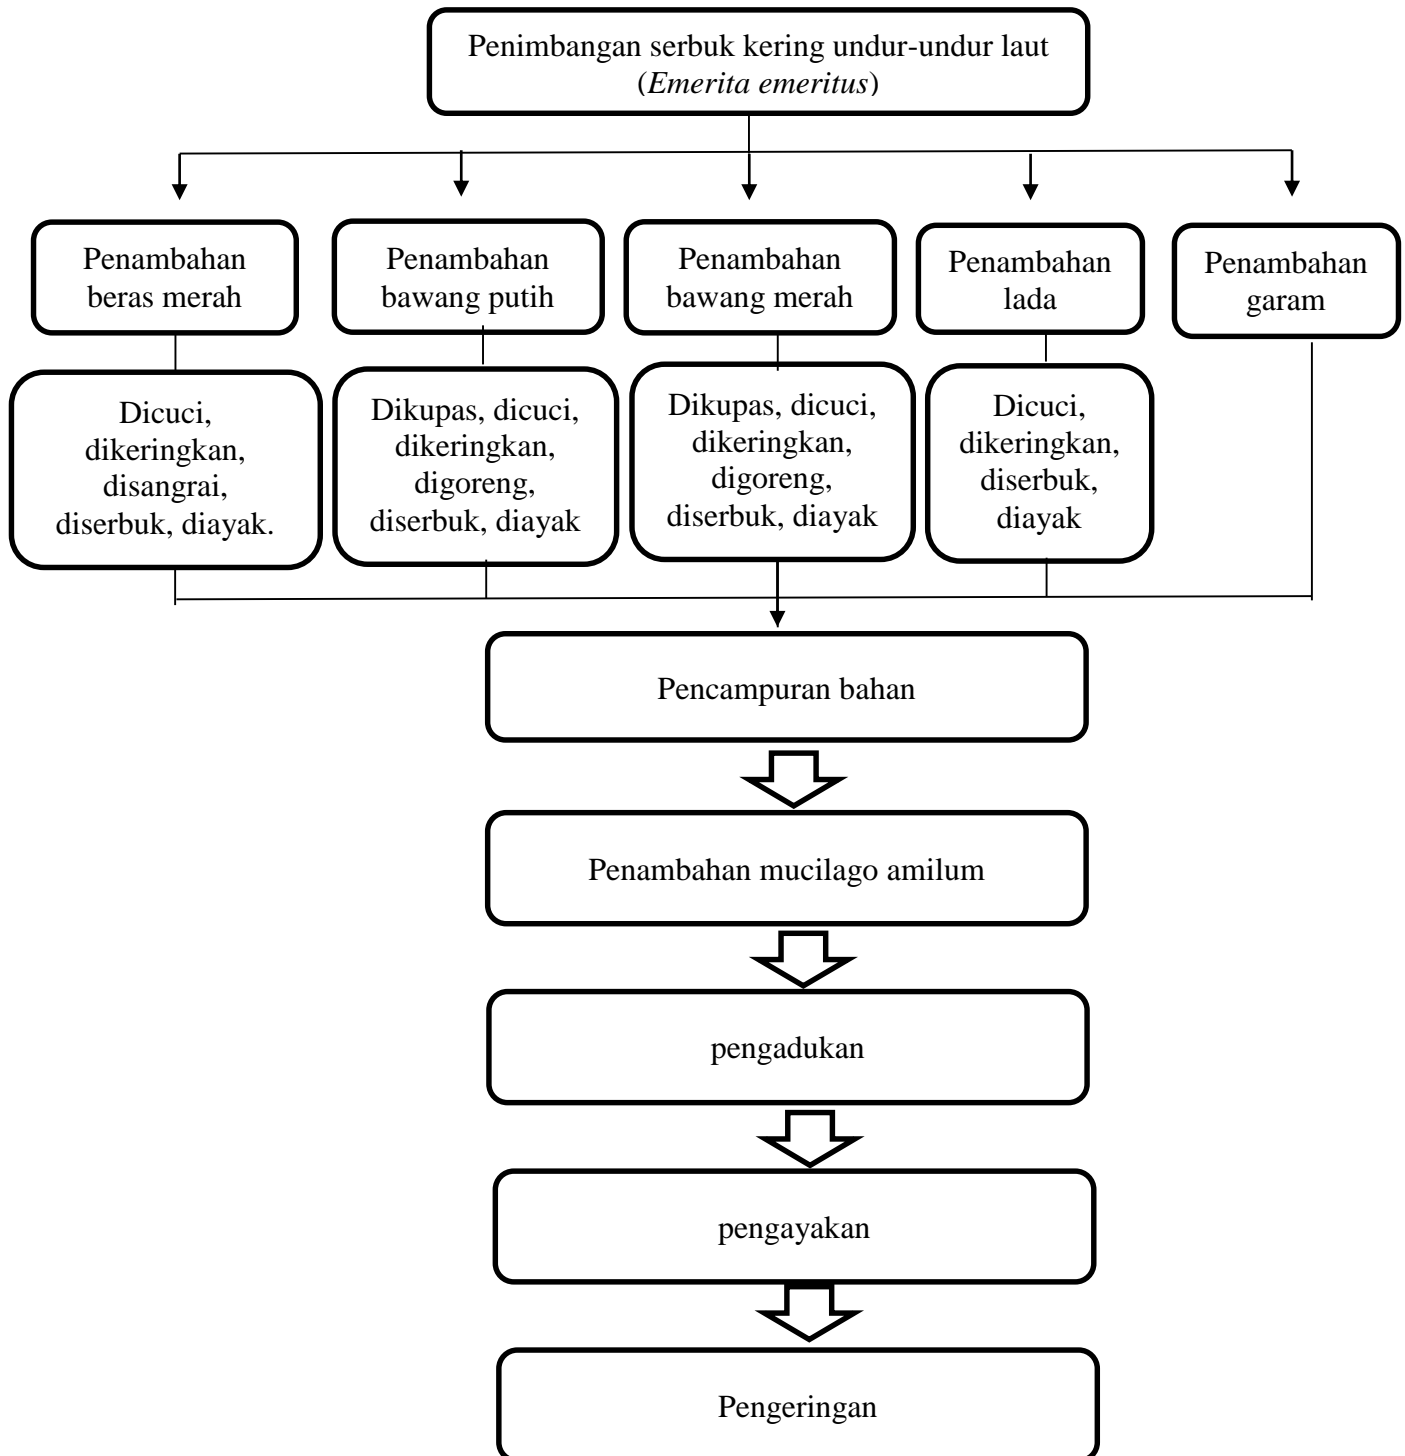 Penimbangan serbuk kering undur-undur laut
(Emerita emeritus)
Penambahan
beras merah
Penambahan
bawang putih
Penambahan
bawang merah
Penambahan
lada
Penambahan
garam
Dicuci,
dikeringkan,
disangrai,
diserbuk, diayak.
Dikupas, dicuci,
dikeringkan,
digoreng,
diserbuk, diayak
Dikupas, dicuci,
dikeringkan,
digoreng,
diserbuk, diayak
Dicuci,
dikeringkan,
diserbuk,
diayak
Pencampuran bahan
Penambahan mucilago amilum
pengadukan
pengayakan
Pengeringan